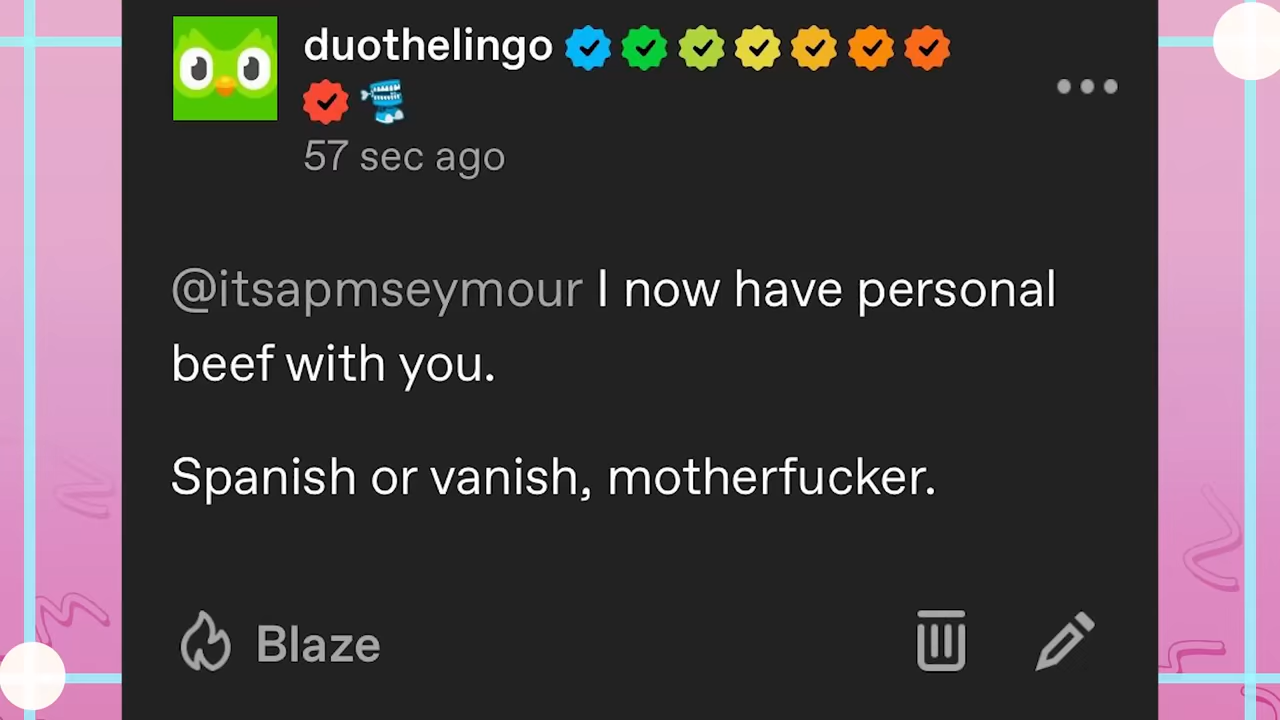 duothelingo
57 sec ago
@itsapmseymour I now have personal
beef with you.
Spanish or vanish, motherfucker.
Blaze